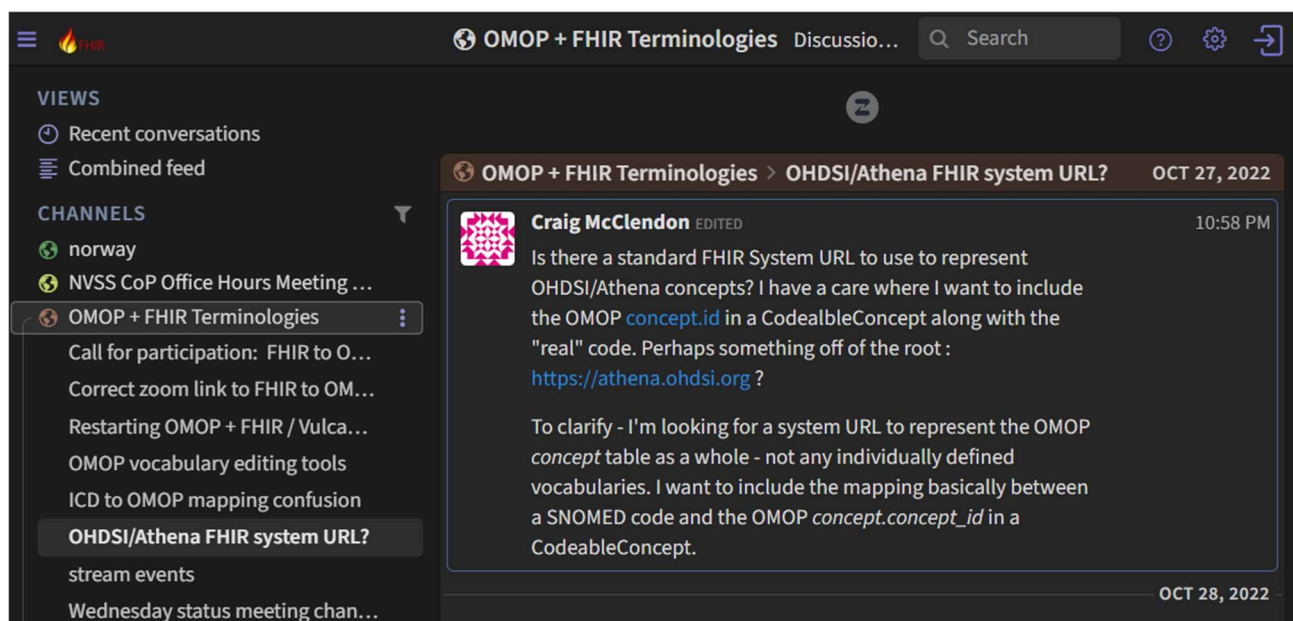 FHIR
OMOP + FHIR Terminologies Discussio...
Search
VIEWS
Recent conversations
Combined feed
CHANNELS
norway
NVSS CoP Office Hours Meeting ...
OMOP + FHIR Terminologies
Call for participation: FHIR to O...
Correct zoom link to FHIR to OM...
Restarting OMOP + FHIR / Vulca...
OMOP vocabulary editing tools
ICD to OMOP mapping confusion
OHDSI/Athena FHIR system URL?
stream events
Wednesday status meeting chan...
Z
OMOP + FHIR Terminologies > OHDSI/Athena FHIR system URL? OCT 27, 2022
Craig McClendon EDITED 10:58 PM
Is there a standard FHIR System URL to use to represent
OHDSI/Athena concepts? I have a care where I want to include
the OMOP concept.id in a CodealbleConcept along with the
"real" code. Perhaps something off of the root :
https://athena.ohdsi.org ?
To clarify - I'm looking for a system URL to represent the OMOP
concept table as a whole - not any individually defined
vocabularies. I want to include the mapping basically between
a SNOMED code and the OMOP concept.concept_id in a
CodeableConcept.
OCT 28, 2022